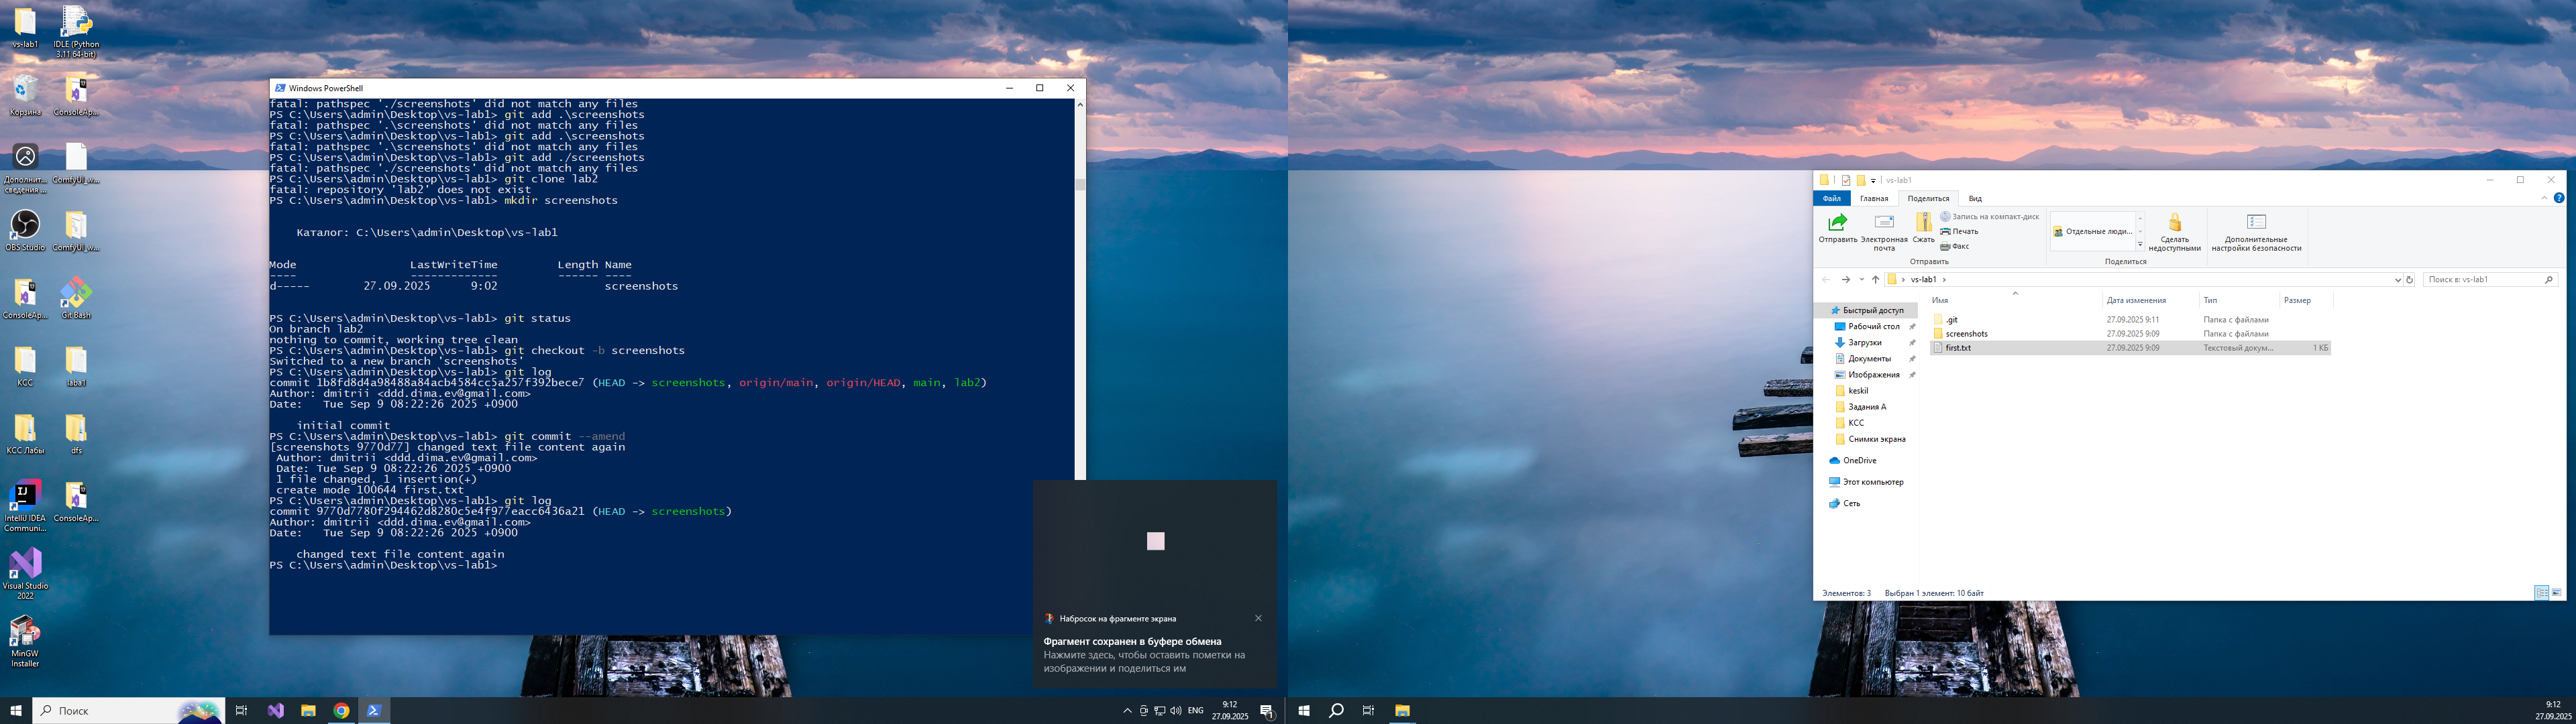 vs-lab1
IDLE (Python
3.11 64-bit)
Корзина
ConsoleAp...
Дополнит...
сведения ...
ComfyUI_w...
OBS Studio
ComfyUI_w...
ConsoleAp...
Git Bash
КСС
laba1
КСС Лабы
dfs
IntelliJ IDEA
Communi...
ConsoleAp...
Visual Studio
2022
MinGW
Installer
Windows PowerShell
fatal: pathspec './screenshots' did not match any files
PS C:\Users\admin\Desktop\vs-lab1> git add .\screenshots
fatal: pathspec '.\screenshots' did not match any files
PS C:\Users\admin\Desktop\vs-lab1> git add .\screenshots
fatal: pathspec '.\screenshots' did not match any files
PS C:\Users\admin\Desktop\vs-lab1> git add ./screenshots
fatal: pathspec './screenshots' did not match any files
PS C:\Users\admin\Desktop\vs-lab1> git clone lab2
fatal: repository 'lab2' does not exist
PS C:\Users\admin\Desktop\vs-lab1> mkdir screenshots
Каталог: C:\Users\admin\Desktop\vs-lab1
Mode LastWriteTime Length Name
---- ------------- ------ ----
d----- 27.09.2025 9:02 screenshots
PS C:\Users\admin\Desktop\vs-lab1> git status
On branch lab2
nothing to commit, working tree clean
PS C:\Users\admin\Desktop\vs-lab1> git checkout -b screenshots
Switched to a new branch 'screenshots'
PS C:\Users\admin\Desktop\vs-lab1> git log
commit 1b8fd8d4a98488a84acb4584cc5a257f392bece7 (HEAD -> screenshots, origin/main, origin/HEAD, main, lab2)
Author: dmitrii <ddd.dima.ev@gmail.com>
Date: Tue Sep 9 08:22:26 2025 +0900
initial commit
PS C:\Users\admin\Desktop\vs-lab1> git commit --amend
[screenshots 9770d77] changed text file content again
Author: dmitrii <ddd.dima.ev@gmail.com>
Date: Tue Sep 9 08:22:26 2025 +0900
1 file changed, 1 insertion(+)
create mode 100644 first.txt
PS C:\Users\admin\Desktop\vs-lab1> git log
commit 9770d7780f294462d8280c5e4f977eacc6436a21 (HEAD -> screenshots)
Author: dmitrii <ddd.dima.ev@gmail.com>
Date: Tue Sep 9 08:22:26 2025 +0900
changed text file content again
PS C:\Users\admin\Desktop\vs-lab1>
Набросок на фрагменте экрана
Фрагмент сохранен в буфере обмена
Нажмите здесь, чтобы оставить пометки на
изображении и поделиться им
Поиск
ENG
9:12
27.09.2025
1
vs-lab1
Файл Главная Поделиться Вид
Отправить
Электронная
почта
Сжать
Запись на компакт-диск
Печать
Факс
Отправить
Отдельные люди...
Сделать
недоступными
Поделиться
Дополнительные
настройки безопасности
vs-lab1
Поиск в: vs-lab1
Быстрый доступ
Рабочий стол
Загрузки
Документы
Изображения
keskil
Задания А
КСС
Снимки экрана
OneDrive
Этот компьютер
Сеть
Имя Дата изменения Тип Размер
.git 27.09.2025 9:11 Папка с файлами
screenshots 27.09.2025 9:09 Папка с файлами
first.txt 27.09.2025 9:09 Текстовый докум... 1 КБ
Элементов: 3 Выбран 1 элемент: 10 байт
9:12
27.09.2025